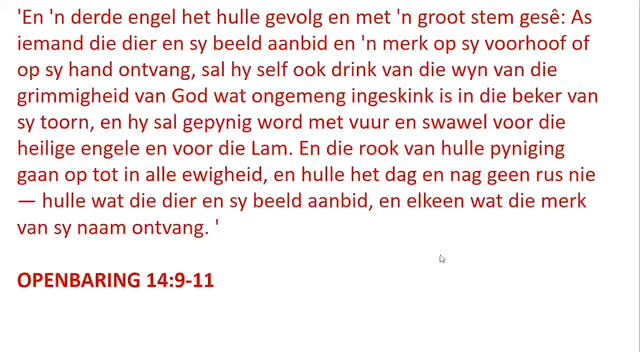 'En 'n derde engel het hulle gevolg en met 'n groot stem gesê: As
iemand die dier en sy beeld aanbid en 'n merk op sy voorhoof of
op sy hand ontvang, sal hy self ook drink van die wyn van die
grimmigheid van God wat ongemeng ingeskink is in die beker van
sy toorn, en hy sal gepynig word met vuur en swawel voor die
heilige engele en voor die Lam. En die rook van hulle pyniging
gaan op tot in alle ewigheid, en hulle het dag en nag geen rus nie
— hulle wat die dier en sy beeld aanbid, en elkeen wat die merk
van sy naam ontvang. '
OPENBARING 14:9-11